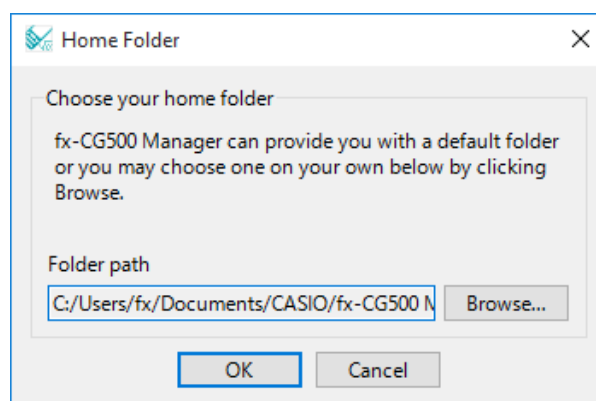 Home Folder
Choose your home folder
fx-CG500 Manager can provide you with a default folder
or you may choose one on your own below by clicking
Browse.
Folder path
C:/Users/fx/Documents/CASIO/fx-CG500 M Browse...
OK Cancel